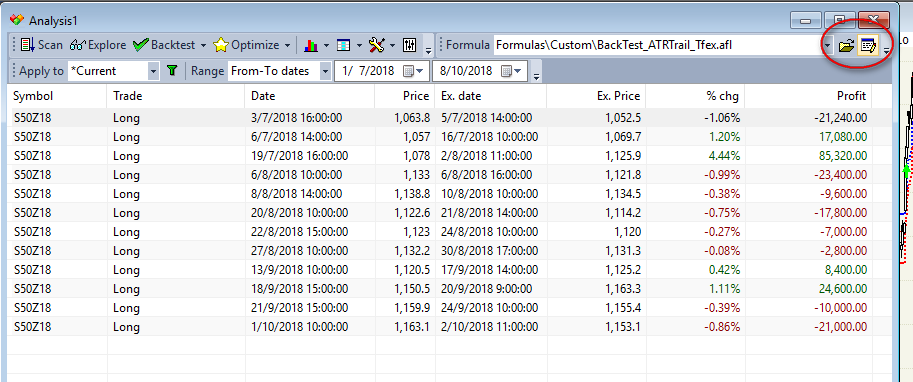 Analysis1
Scan Explore Backtest Optimize Formula Formulas\Custom\BackTest_ATRTrail_Tfex.afl
Apply to *Current Range From-To dates 1/ 7/2018 8/10/2018
Symbol Trade Date Price Ex. date Ex. Price % chg Profit
S50Z18 Long 3/7/2018 16:00:00 1,063.8 5/7/2018 14:00:00 1,052.5 -1.06% -21,240.00
S50Z18 Long 6/7/2018 14:00:00 1,057 16/7/2018 10:00:00 1,069.7 1.20% 17,080.00
S50Z18 Long 19/7/2018 16:00:00 1,078 2/8/2018 11:00:00 1,125.9 4.44% 85,320.00
S50Z18 Long 6/8/2018 10:00:00 1,133 6/8/2018 16:00:00 1,121.8 -0.99% -23,400.00
S50Z18 Long 8/8/2018 14:00:00 1,138.8 10/8/2018 10:00:00 1,134.5 -0.38% -9,600.00
S50Z18 Long 20/8/2018 10:00:00 1,122.6 21/8/2018 14:00:00 1,114.2 -0.75% -17,800.00
S50Z18 Long 22/8/2018 15:00:00 1,123 24/8/2018 10:00:00 1,120 -0.27% -7,000.00
S50Z18 Long 27/8/2018 10:00:00 1,132.2 30/8/2018 17:00:00 1,131.3 -0.08% -2,800.00
S50Z18 Long 13/9/2018 10:00:00 1,120.5 17/9/2018 14:00:00 1,125.2 0.42% 8,400.00
S50Z18 Long 18/9/2018 15:00:00 1,150.5 20/9/2018 9:00:00 1,163.3 1.11% 24,600.00
S50Z18 Long 21/9/2018 15:00:00 1,159.9 24/9/2018 10:00:00 1,155.4 -0.39% -10,000.00
S50Z18 Long 1/10/2018 10:00:00 1,163.1 2/10/2018 11:00:00 1,153.1 -0.86% -21,000.00